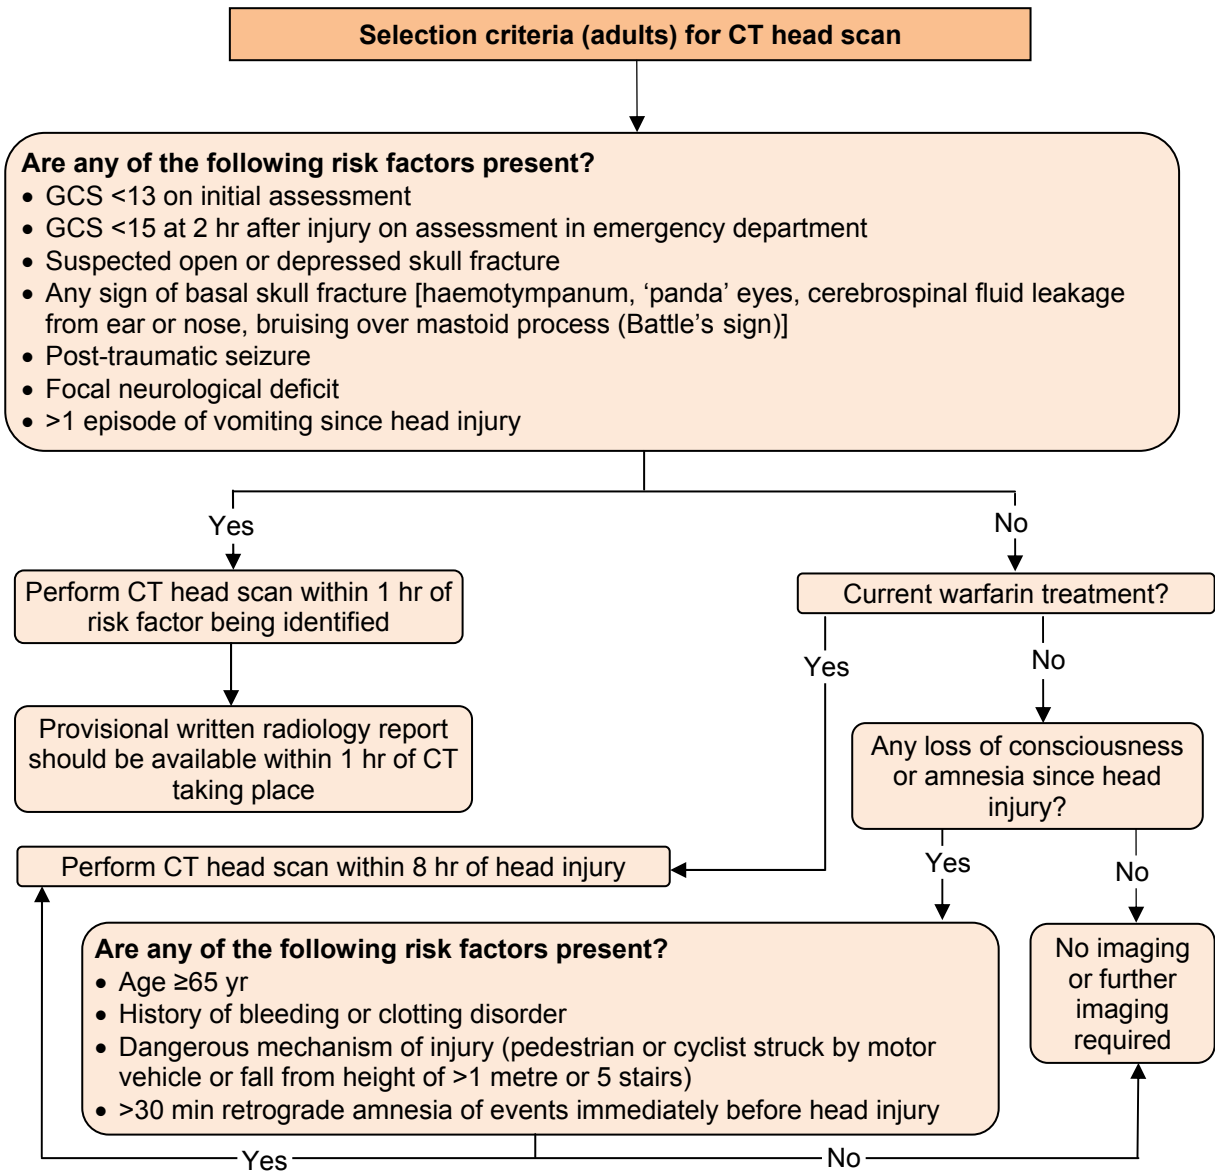 Selection criteria (adults) for CT head scan
Are any of the following risk factors present?
• GCS <13 on initial assessment
• GCS <15 at 2 hr after injury on assessment in emergency department
• Suspected open or depressed skull fracture
• Any sign of basal skull fracture [haemotympanum, ‘panda’ eyes, cerebrospinal fluid leakage
from ear or nose, bruising over mastoid process (Battle’s sign)]
• Post-traumatic seizure
• Focal neurological deficit
• >1 episode of vomiting since head injury
Yes
No
Perform CT head scan within 1 hr of
risk factor being identified
Current warfarin treatment?
Yes
No
Provisional written radiology report
should be available within 1 hr of CT
taking place
Any loss of consciousness
or amnesia since head
injury?
Perform CT head scan within 8 hr of head injury
Yes
No
Are any of the following risk factors present?
• Age ≥65 yr
• History of bleeding or clotting disorder
• Dangerous mechanism of injury (pedestrian or cyclist struck by motor
vehicle or fall from height of >1 metre or 5 stairs)
• >30 min retrograde amnesia of events immediately before head injury
No imaging
or further
imaging
required
Yes
No